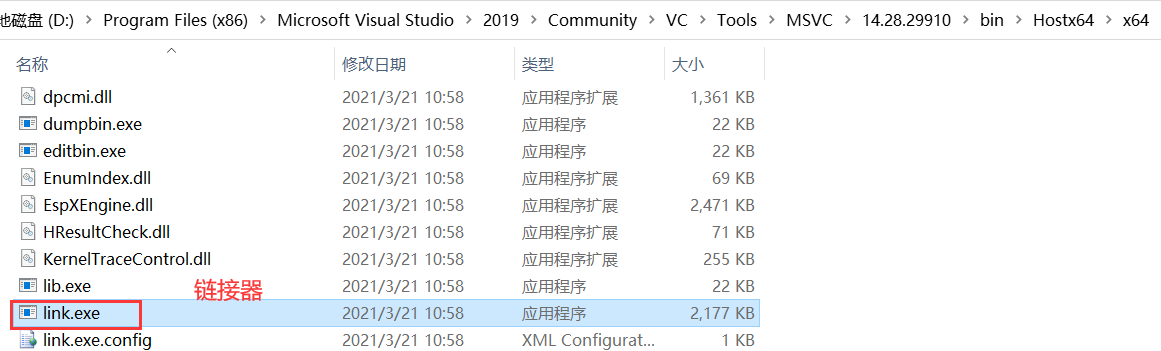 地磁盘 (D:) > Program Files (x86) > Microsoft Visual Studio > 2019 > Community > VC > Tools > MSVC > 14.28.29910 > bin > Hostx64 > x64
名称 修改日期 类型 大小
dpcmi.dll 2021/3/21 10:58 应用程序扩展 1,361 KB
dumpbin.exe 2021/3/21 10:58 应用程序 22 KB
editbin.exe 2021/3/21 10:58 应用程序 22 KB
EnumIndex.dll 2021/3/21 10:58 应用程序扩展 69 KB
EspXEngine.dll 2021/3/21 10:58 应用程序扩展 2,471 KB
HResultCheck.dll 2021/3/21 10:58 应用程序扩展 71 KB
KernelTraceControl.dll 2021/3/21 10:58 应用程序扩展 255 KB
lib.exe 链接器 2021/3/21 10:58 应用程序 22 KB
link.exe 2021/3/21 10:58 应用程序 2,177 KB
link.exe.config 2021/3/21 10:58 XML Configurat... 1 KB